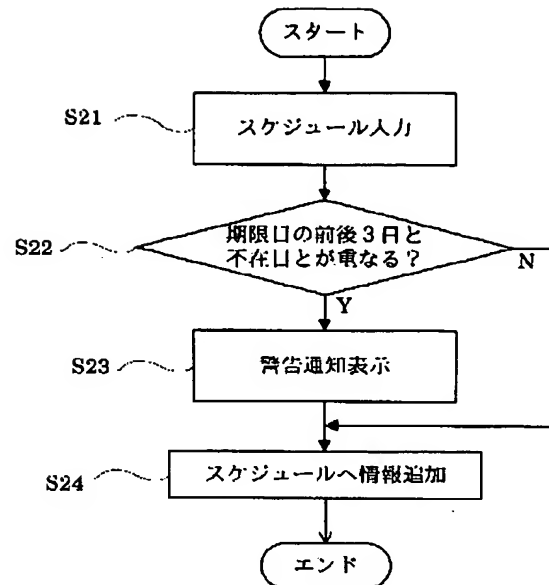 スタート
S21
スケジュール入力
S22
期限日の前後3日と
不在日とが重なる?
N
Y
S23
警告通知表示
S24
スケジュールへ情報追加
エンド